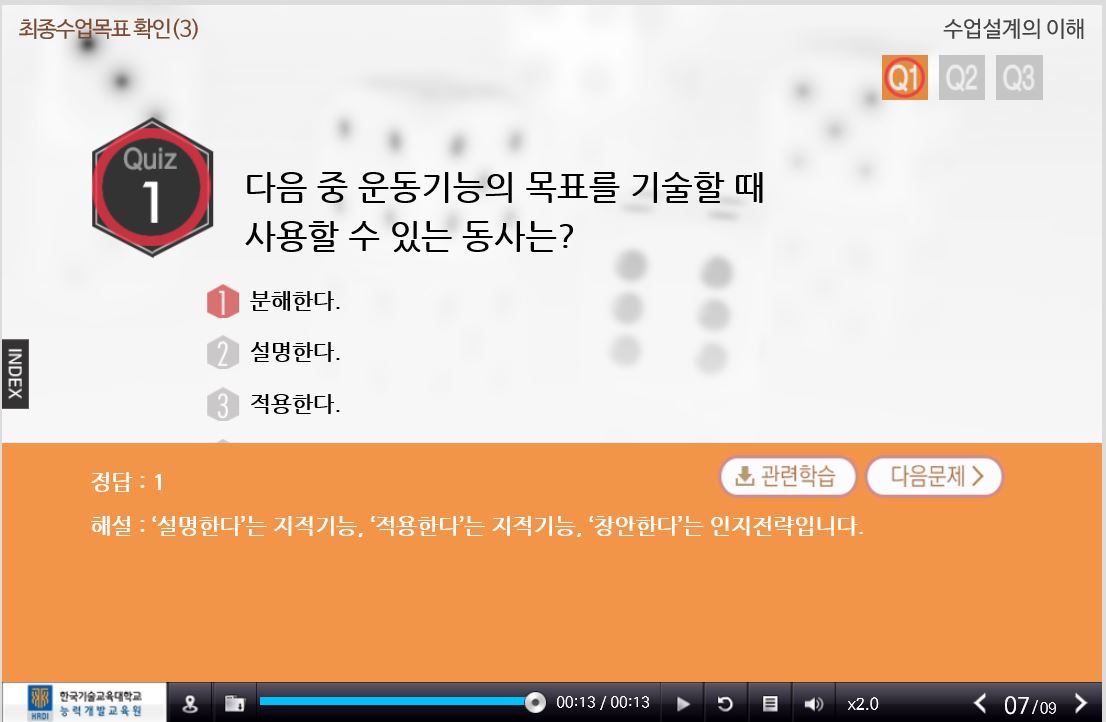 최종수업목표 확인(3)
수업설계의 이해
Q1 Q2 Q3
Quiz
1
다음 중 운동기능의 목표를 기술할 때
사용할 수 있는 동사는?
1 분해한다.
2 설명한다.
3 적용한다.
INDEX
정답 : 1
관련학습
다음문제
해설 : ‘설명한다’는 지적기능, ‘적용한다’는 지적기능, ‘창안한다’는 인지전략입니다.
HRDI
한국기술교육대학교
능력개발교육원
00:13 / 00:13
x2.0
07/09